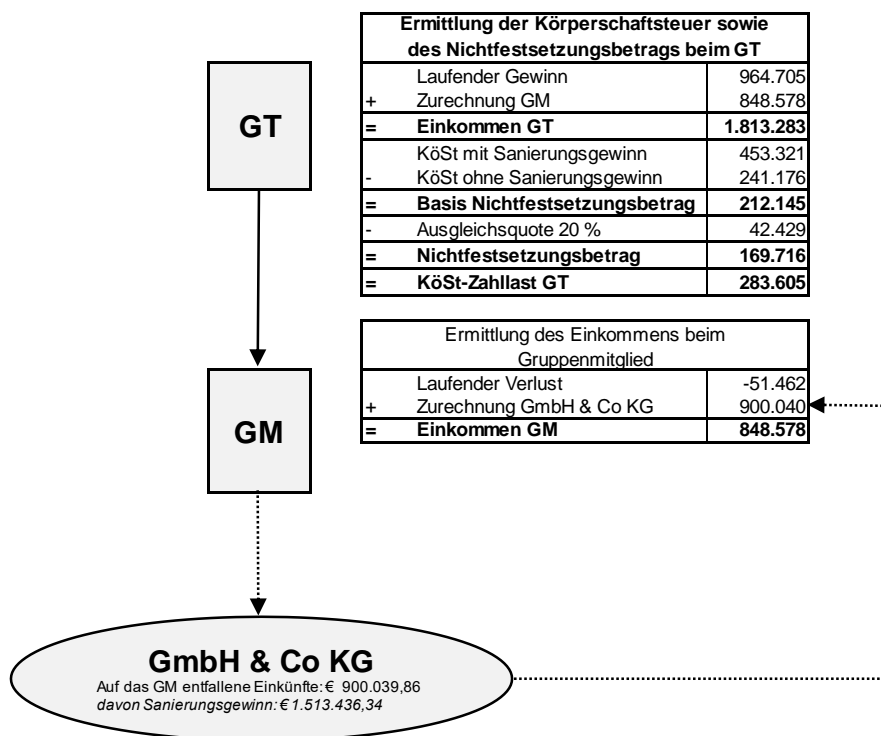 Ermittlung der Körperschaftsteuer sowie
des Nichtfestsetzungsbetrags beim GT
Laufender Gewinn 964.705
+ Zurechnung GM 848.578
= Einkommen GT 1.813.283
KöSt mit Sanierungsgewinn 453.321
- KöSt ohne Sanierungsgewinn 241.176
= Basis Nichtfestsetzungsbetrag 212.145
- Ausgleichsquote 20 % 42.429
= Nichtfestsetzungsbetrag 169.716
= KöSt-Zahllast GT 283.605
GT
Ermittlung des Einkommens beim
Gruppenmitglied
Laufender Verlust -51.462
+ Zurechnung GmbH & Co KG 900.040
= Einkommen GM 848.578
GM
GmbH & Co KG
Auf das GM entfallene Einkünfte: € 900.039,86
davon Sanierungsgewinn: € 1.513.436,34